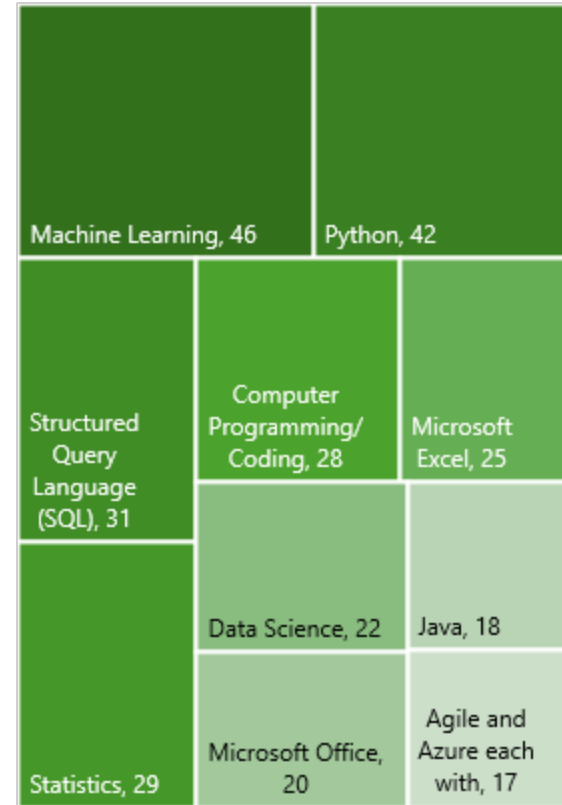 Machine Learning, 46
Python, 42
Structured
Query
Language
(SQL), 31
Computer
Programming/
Coding, 28
Microsoft
Excel, 25
Data Science, 22
Java, 18
Statistics, 29
Microsoft Office,
20
Agile and
Azure each
with, 17